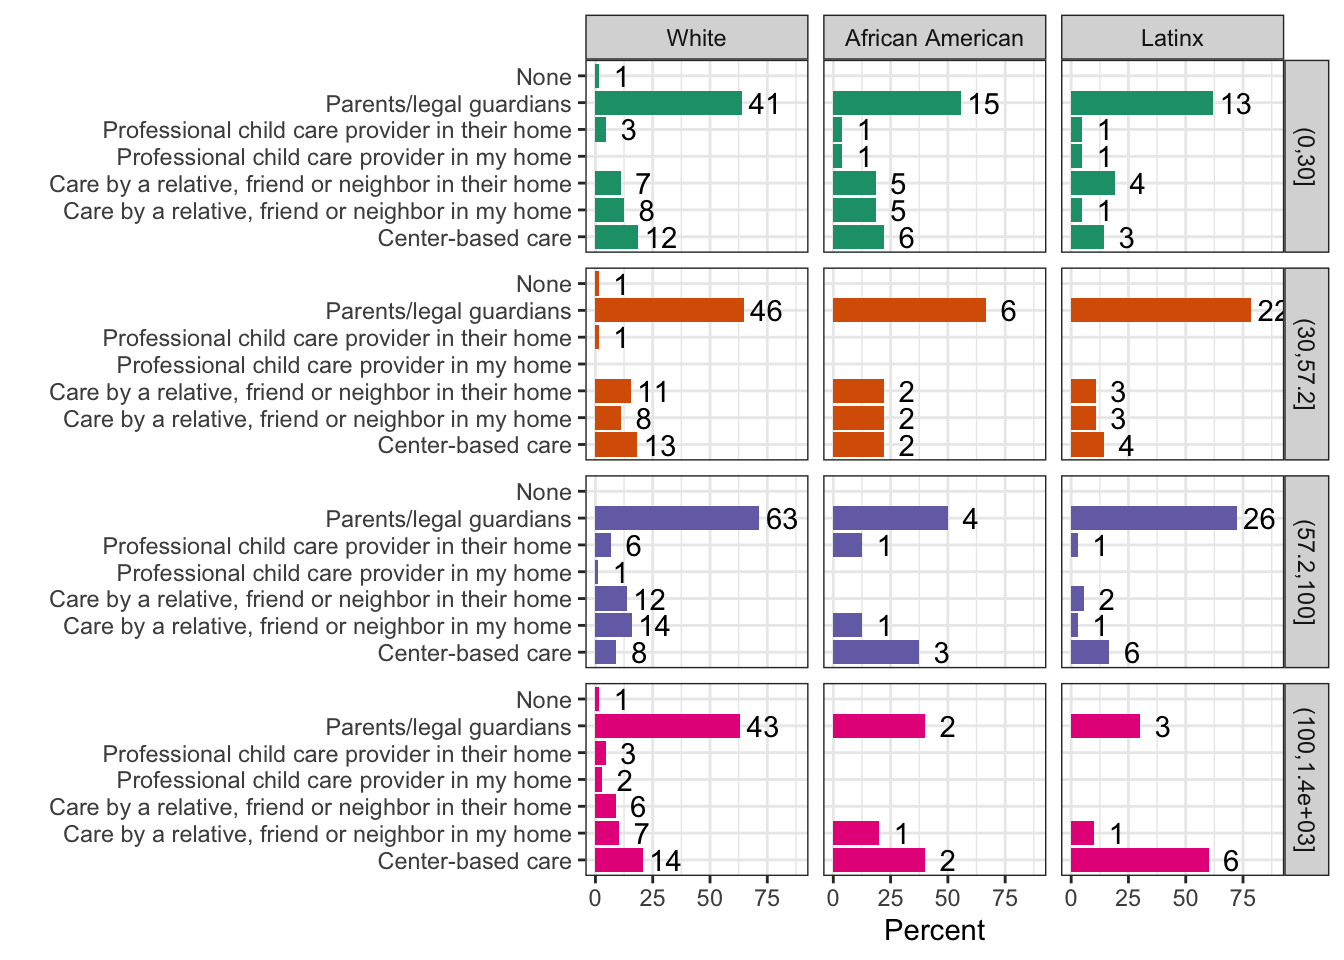 White African American Latinx
None 1
Parents/legal guardians 41 15 13
Professional child care provider in their home 3 1 1
Professional child care provider in my home 1 1
Care by a relative, friend or neighbor in their home 7 5 4
Care by a relative, friend or neighbor in my home 8 5 1
Center-based care 12 6 3
(0,30]
None 1
Parents/legal guardians 46 6 22
Professional child care provider in their home 1
Professional child care provider in my home
Care by a relative, friend or neighbor in their home 11 2 3
Care by a relative, friend or neighbor in my home 8 2 3
Center-based care 13 2 4
(30,57.2]
None
Parents/legal guardians 63 4 26
Professional child care provider in their home 6 1 1
Professional child care provider in my home 1
Care by a relative, friend or neighbor in their home 12 2
Care by a relative, friend or neighbor in my home 14 1 1
Center-based care 8 3 6
(57.2,100]
None 1
Parents/legal guardians 43 2 3
Professional child care provider in their home 3
Professional child care provider in my home 2
Care by a relative, friend or neighbor in their home 6
Care by a relative, friend or neighbor in my home 7 1 1
Center-based care 14 2 6
(100,1.4e+03]
0 25 50 75 0 25 50 75 0 25 50 75
Percent